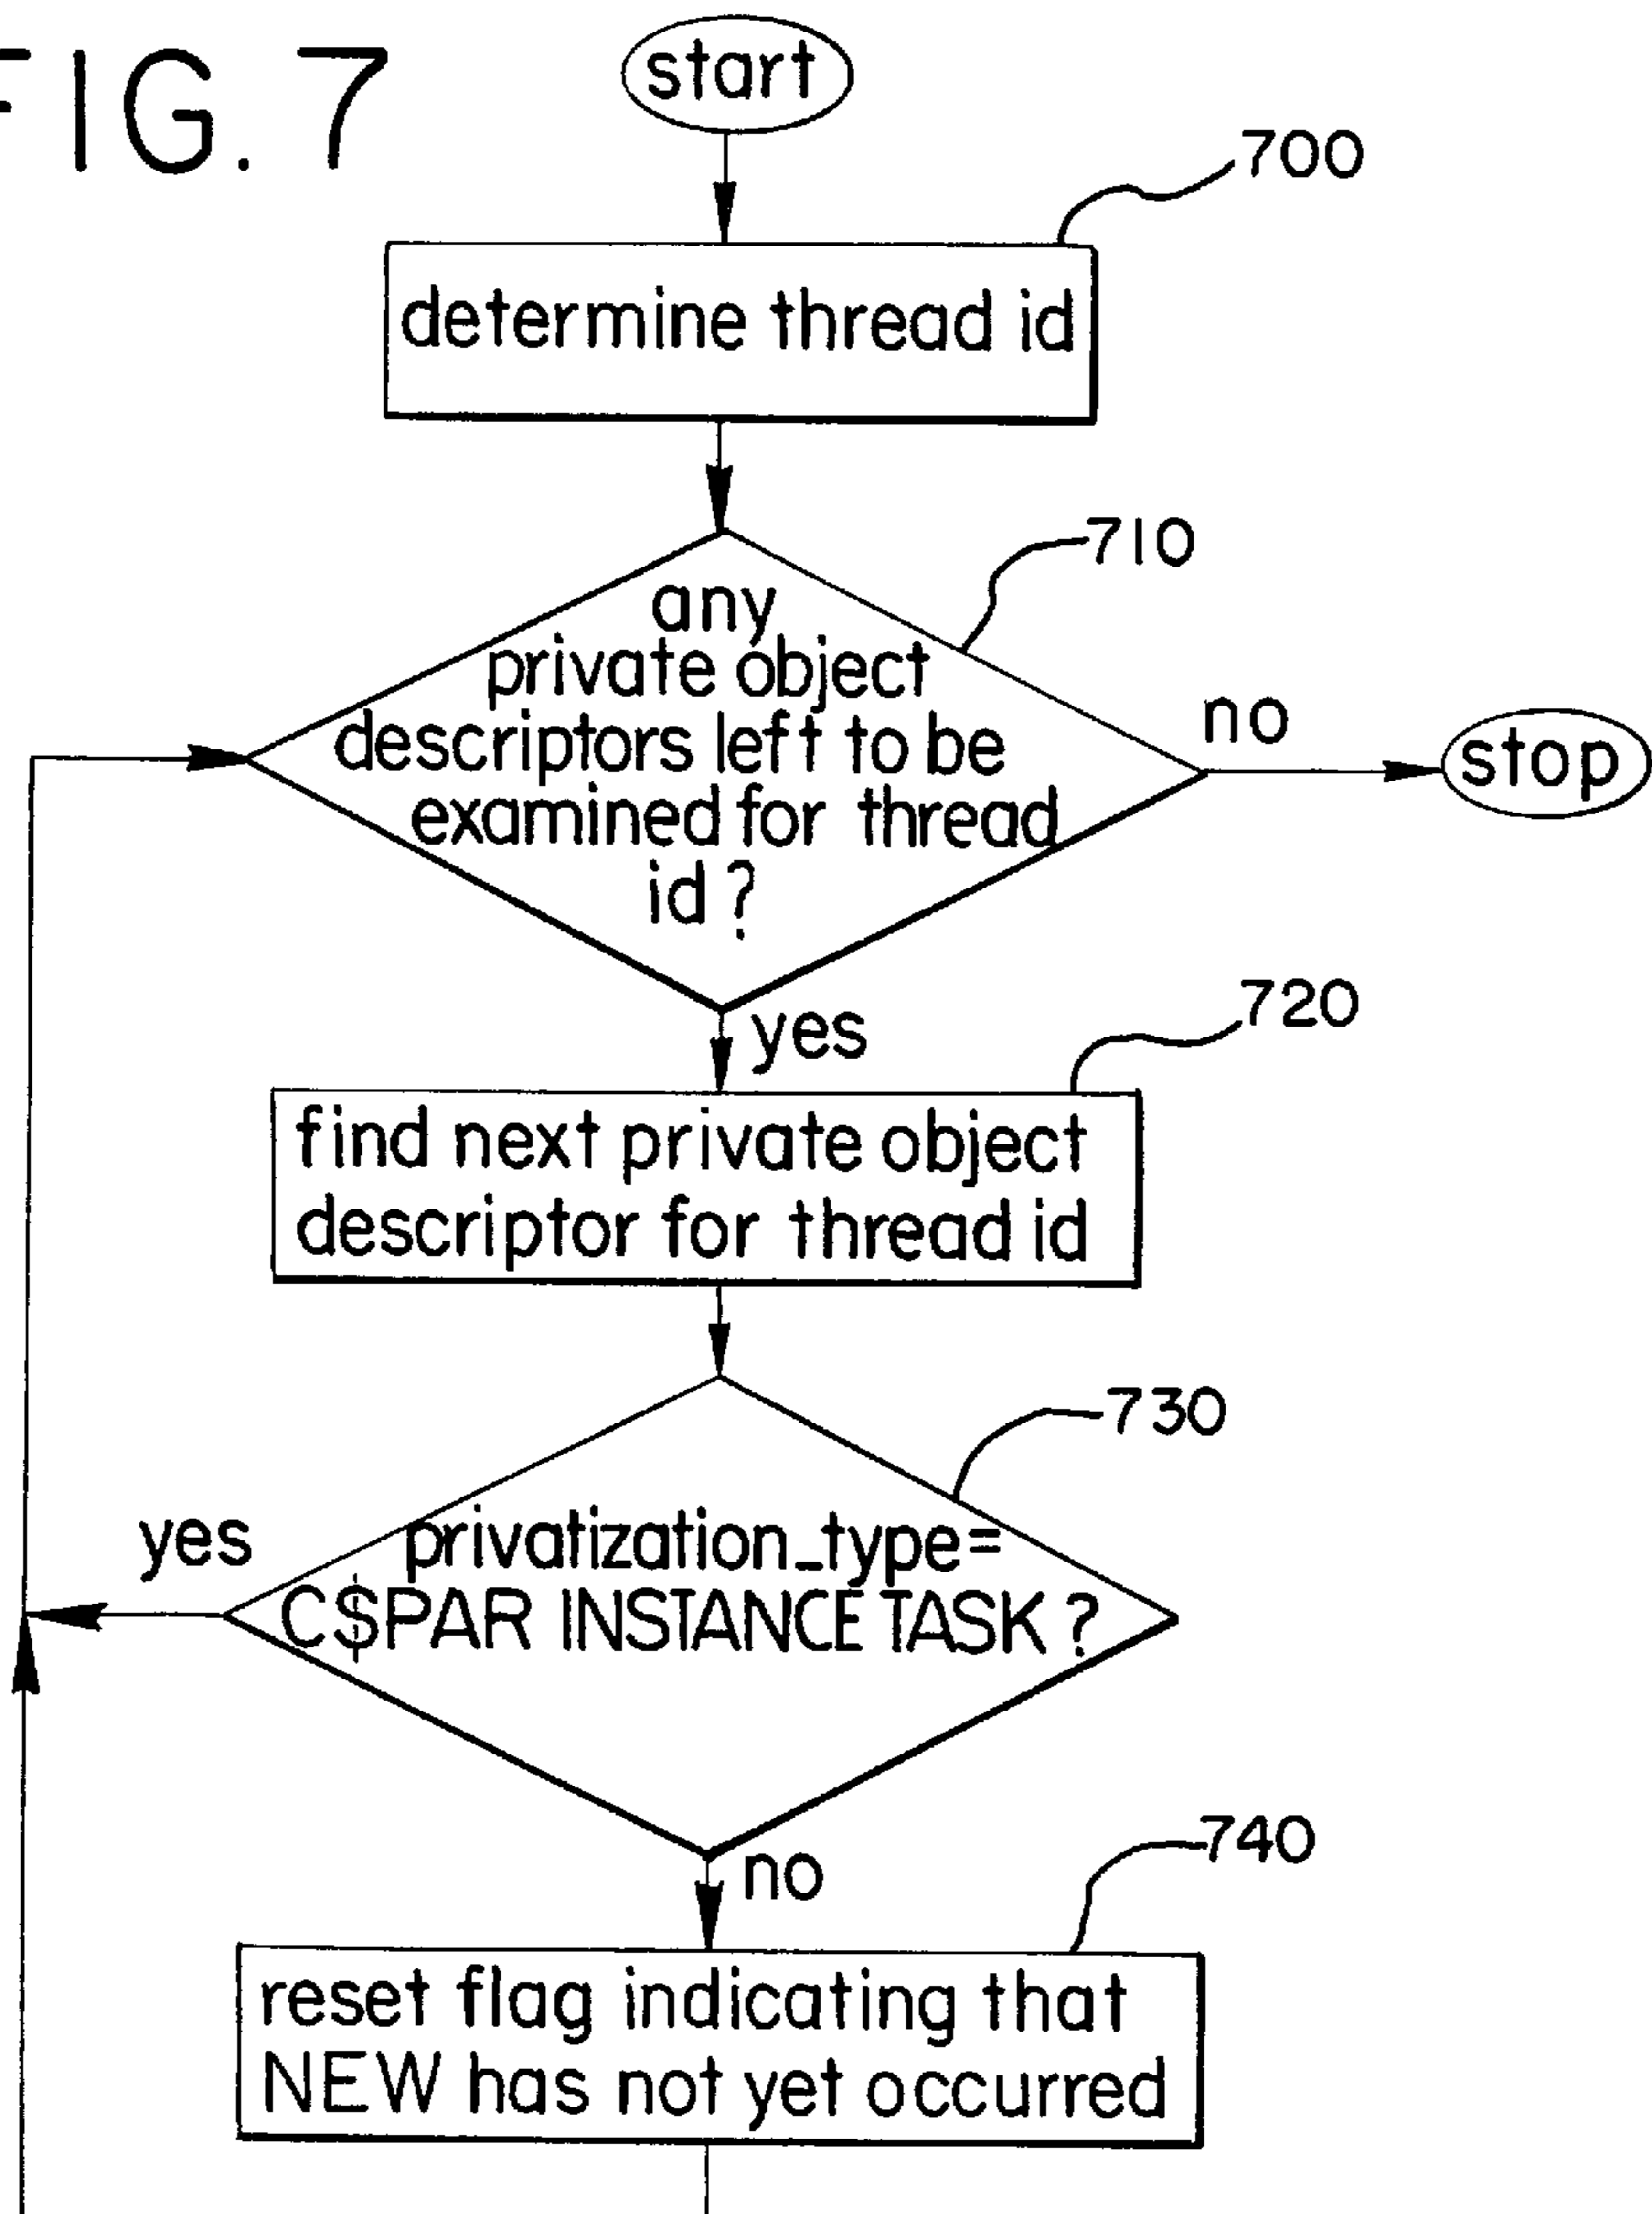 FIG. 7
start
700
determine thread id
710
any
private object
descriptors left to be
examined for thread
id ?
no
stop
yes
720
find next private object
descriptor for thread id
730
privatization_type=
C$PAR INSTANCE TASK ?
yes
no
740
reset flag indicating that
NEW has not yet occurred